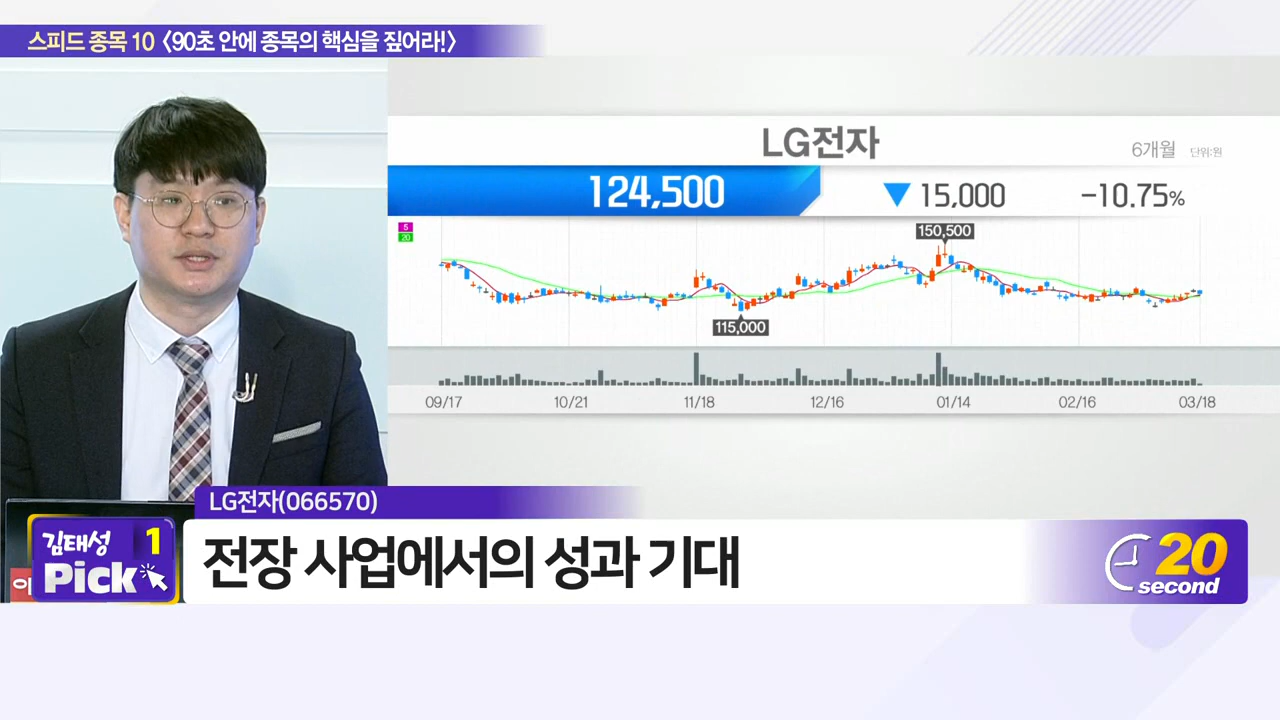 스피드 종목 10 〈90초 안에 종목의 핵심을 짚어라!〉
LG전자
6개월 단위:원
124,500 ▼ 15,000 -10.75%
5
20
150,500
115,000
09/17 10/21 11/18 12/16 01/14 02/16 03/18
LG전자(066570)
김태성 1
Pick
전장 사업에서의 성과 기대
20
second